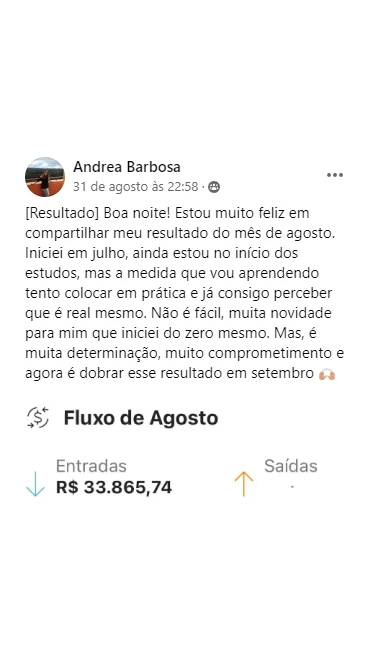 Andrea Barbosa
31 de agosto às 22:58 ·
[Resultado] Boa noite! Estou muito feliz em
compartilhar meu resultado do mês de agosto.
Iniciei em julho, ainda estou no início dos
estudos, mas a medida que vou aprendendo
tento colocar em prática e já consigo perceber
que é real mesmo. Não é fácil, muita novidade
para mim que iniciei do zero mesmo. Mas, é
muita determinação, muito comprometimento e
agora é dobrar esse resultado em setembro 🙌🏼
Fluxo de Agosto
Entradas
R$ 33.865,74
Saídas
-